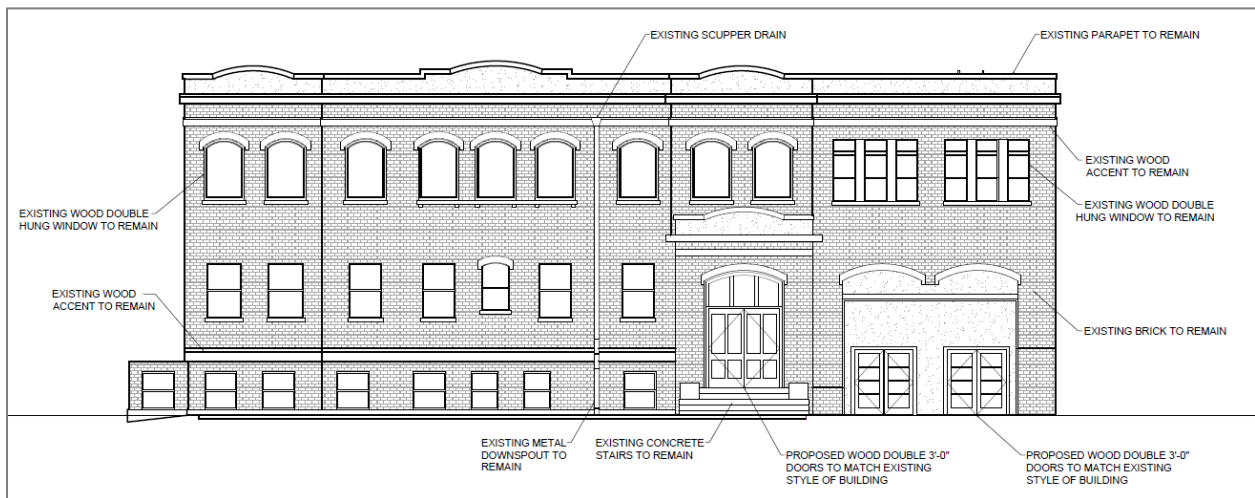 EXISTING SCUPPER DRAIN
EXISTING PARAPET TO REMAIN
EXISTING WOOD
ACCENT TO REMAIN
EXISTING WOOD DOUBLE
HUNG WINDOW TO REMAIN
EXISTING WOOD DOUBLE
HUNG WINDOW TO REMAIN
EXISTING WOOD
ACCENT TO REMAIN
EXISTING BRICK TO REMAIN
EXISTING METAL
DOWNSPOUT TO
REMAIN
EXISTING CONCRETE
STAIRS TO REMAIN
PROPOSED WOOD DOUBLE 3'-0"
DOORS TO MATCH EXISTING
STYLE OF BUILDING
PROPOSED WOOD DOUBLE 3'-0"
DOORS TO MATCH EXISTING
STYLE OF BUILDING